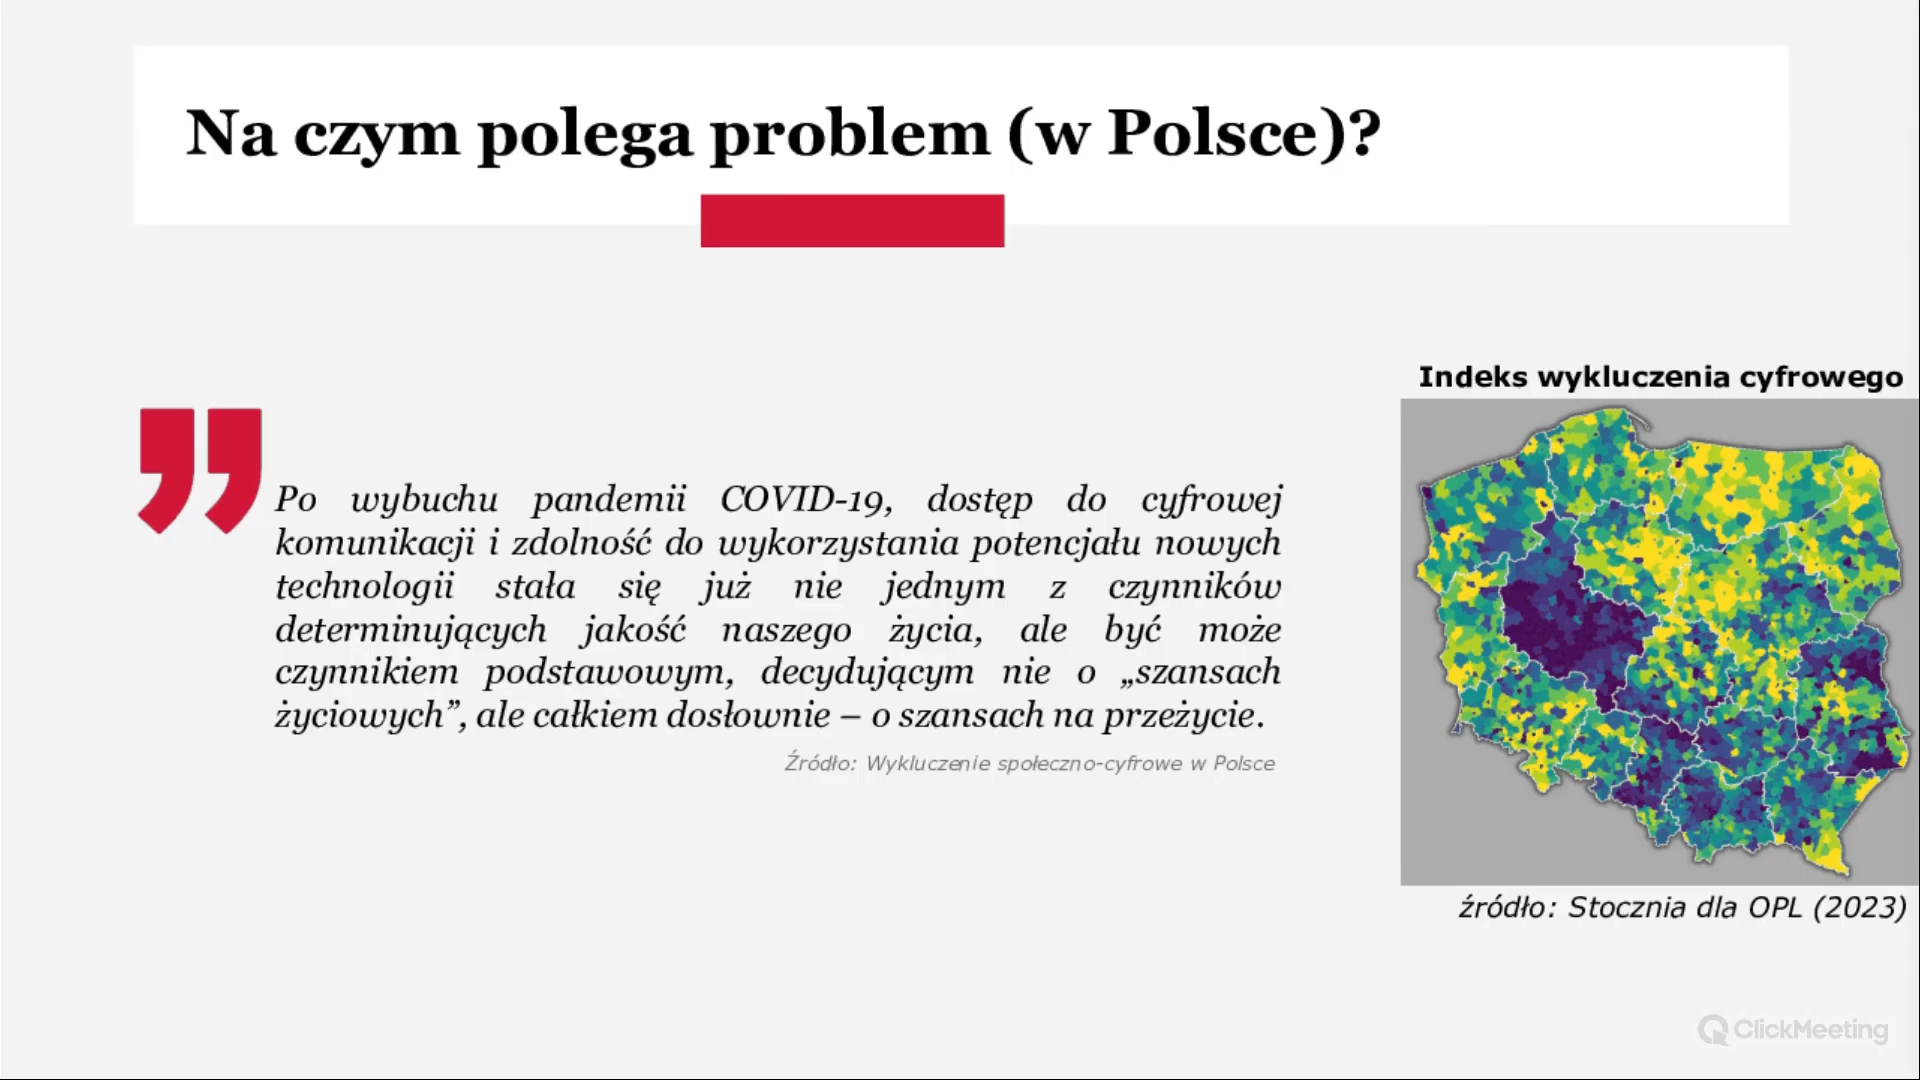 Na czym polega problem (w Polsce)?
Po wybuchu pandemii COVID-19, dostęp do cyfrowej
komunikacji i zdolność do wykorzystania potencjału nowych
technologii stała się już nie jednym z czynników
determinujących jakość naszego życia, ale być może
czynnikiem podstawowym, decydującym nie o „szansach
życiowych”, ale całkiem dosłownie – o szansach na przeżycie.
Źródło: Wykluczenie społeczno-cyfrowe w Polsce
Indeks wykluczenia cyfrowego
źródło: Stocznia dla OPL (2023)
ClickMeeting